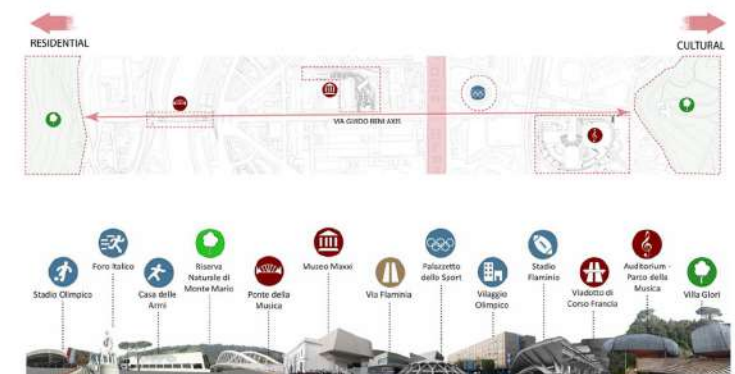 RESIDENTIAL
CULTURAL
VIA GUIDO RENI AXIS
Foro Italico
Riserva
Naturale di
Monte Mario
Museo Maxxi
Palazzetto
dello Sport
Stadio
Flaminio
Auditorium -
Parco della
Musica
Stadio Olimpico
Casa delle
Armi
Ponte della
Musica
Via Flaminia
Villaggio
Olimpico
Viadotto di
Corso Francia
Villa Glori